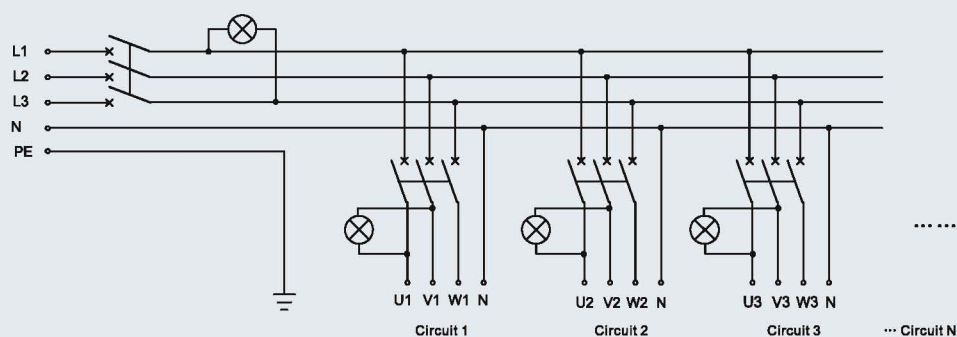 L1
L2
L3
N
PE
U1 V1 W1 N
U2 V2 W2 N
U3 V3 W3 N
Circuit 1
Circuit 2
Circuit 3
··· Circuit N